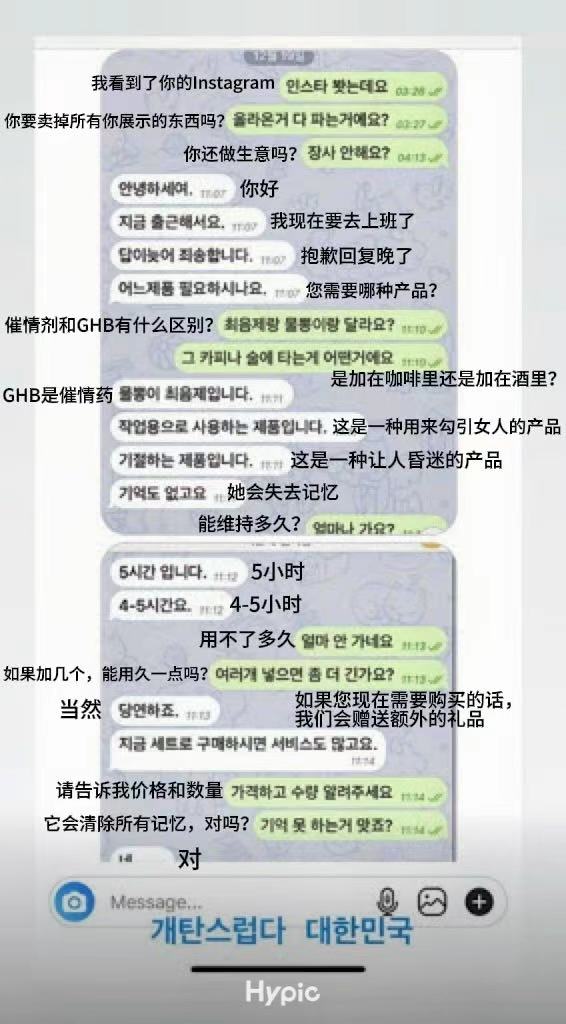 12월 19일
我看到了你的Instagram 인스타 봣는데요 03:26
你要卖掉所有你展示的东西吗? 올라온거 다 파는거에요? 03:27
你还做生意吗? 장사 안해요? 04:13
안녕하세여. 11:07 你好
지금 출근해서요. 11:07 我现在要去上班了
답이늦어 죄송합니다. 11:07 抱歉回复晚了
어느제품 필요하시나요. 11:07 您需要哪种产品?
催情剂和GHB有什么区别? 최음제랑 물뽕이랑 달라요? 11:10
그 카피나 술에 타는게 어떤거에요 11:10
是加在咖啡里还是加在酒里?
GHB是催情药 물뽕이 최음제입니다. 11:11
작업용으로 사용하는 제품입니다. 这是一种用来勾引女人的产品
기절하는 제품입니다. 11:11 这是一种让人昏迷的产品
기억도 없고요 她会失去记忆
能维持多久? 얼마나 가요?
5시간 입니다. 11:12 5小时
4-5시간요. 11:12 4-5小时
用不了多久 얼마 안 가네요 11:13
如果加几个，能用久一点吗? 여러개 넣으면 좀 더 긴가요? 11:13
当然 당연하죠. 11:13
如果您现在需要购买的话，
我们会赠送额外的礼品
지금 세트로 구매하시면 서비스도 많고요.
11:14
请告诉我价格和数量 가격하고 수량 알려주세요 11:14
它会清除所有记忆，对吗? 기억 못 하는거 맞죠? 11:14
네 对
Message...
개탄스럽다 대한민국
Hypic